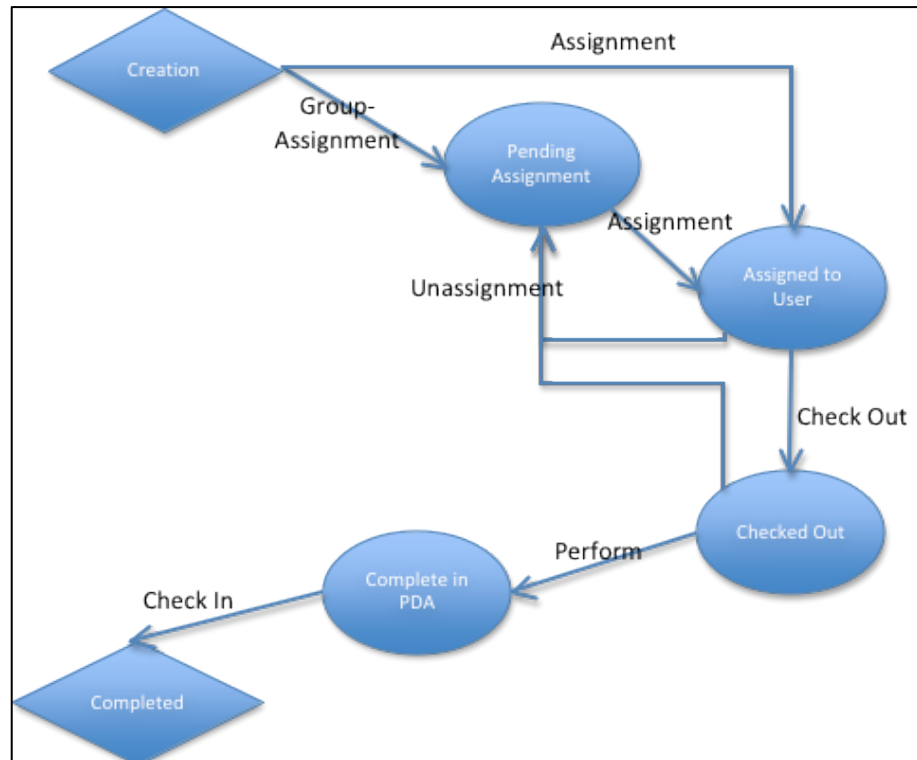 Assignment
Creation
Group-
Assignment
Pending
Assignment
Assignment
Assigned to
User
Unassignment
Check Out
Checked Out
Perform
Complete in
PDA
Check In
Completed